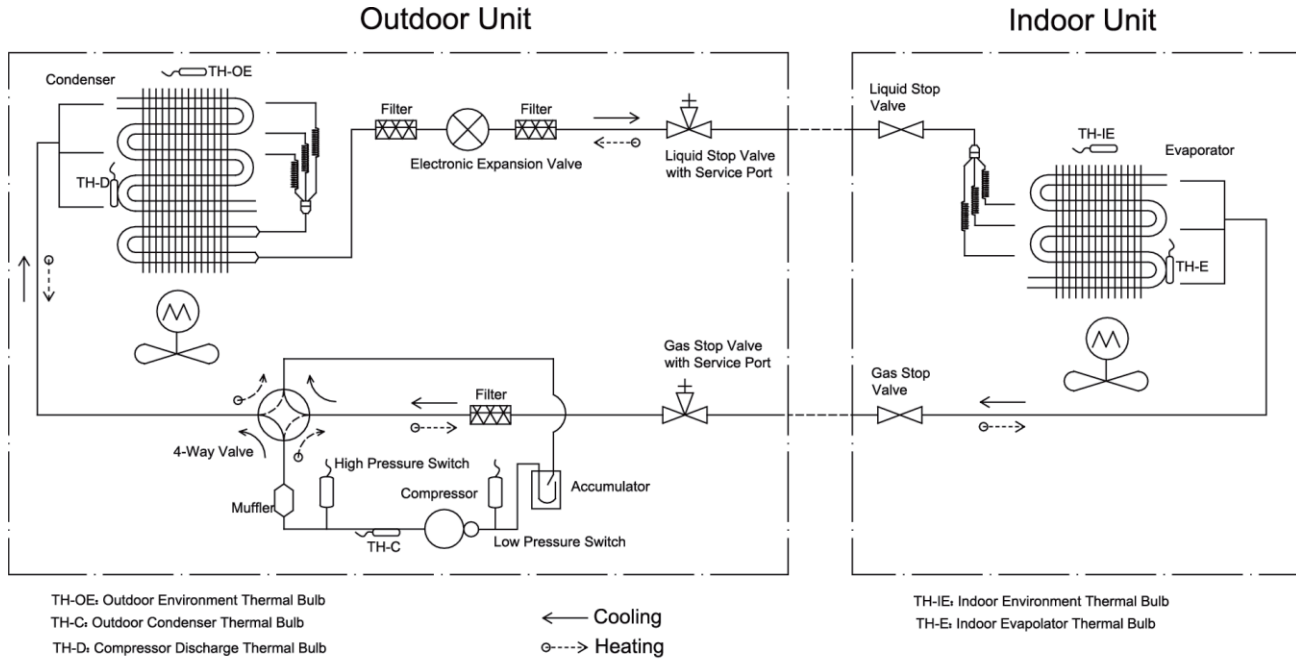 Outdoor Unit
Indoor Unit
Condenser
TH-OE
Filter
Filter
Electronic Expansion Valve
Liquid Stop Valve
with Service Port
Liquid Stop
Valve
TH-IE
Evaporator
TH-D
TH-E
Gas Stop Valve
with Service Port
Gas Stop
Valve
Filter
4-Way Valve
High Pressure Switch
Muffler
Compressor
Accumulator
TH-C
Low Pressure Switch
TH-OE: Outdoor Environment Thermal Bulb
TH-C: Outdoor Condenser Thermal Bulb
TH-D: Compressor Discharge Thermal Bulb
Cooling
Heating
TH-IE: Indoor Environment Thermal Bulb
TH-E: Indoor Evapolator Thermal Bulb